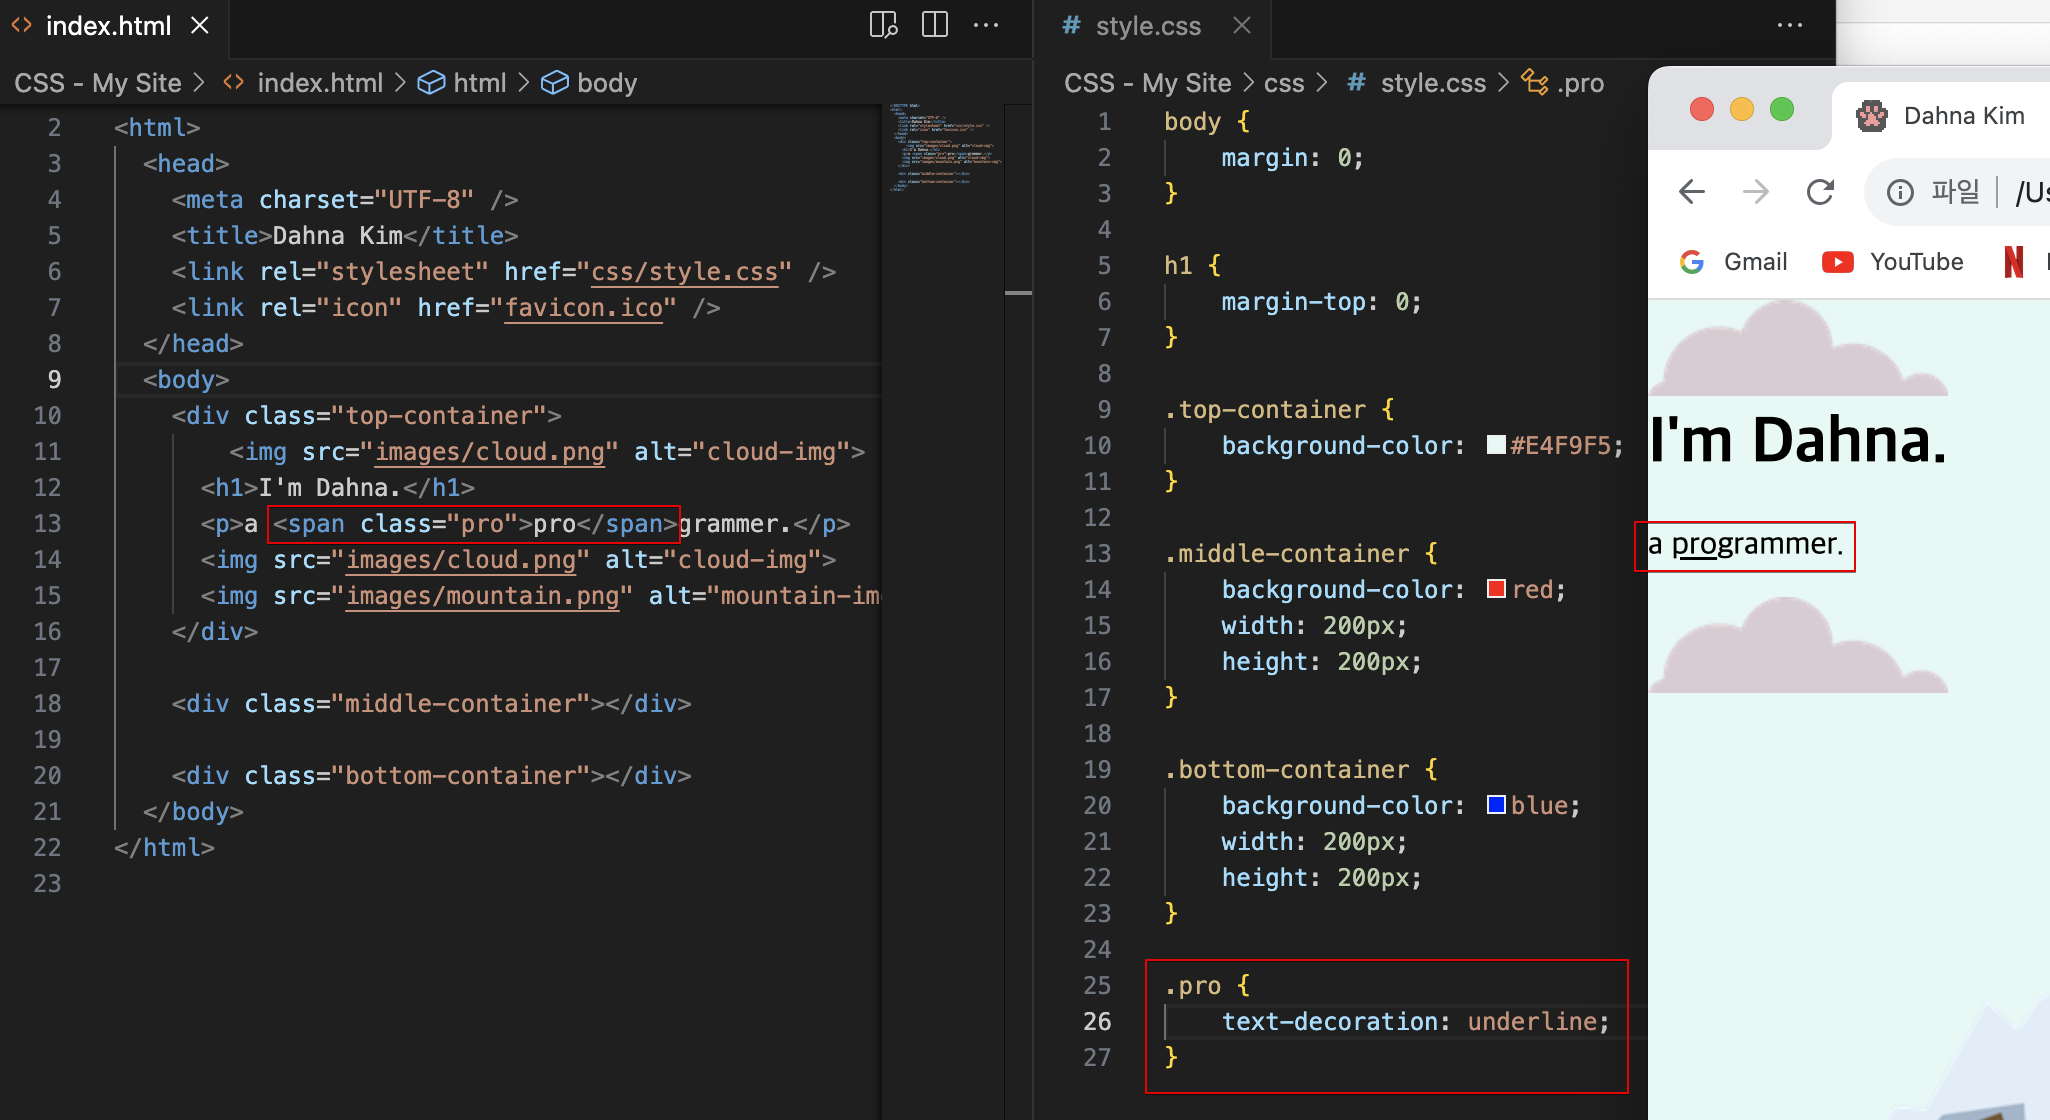 index.html
CSS - My Site > index.html > html > body
2 <html>
3 <head>
4 <meta charset="UTF-8" />
5 <title>Dahna Kim</title>
6 <link rel="stylesheet" href="css/style.css" />
7 <link rel="icon" href="favicon.ico" />
8 </head>
9 <body>
10 <div class="top-container">
11 <img src="images/cloud.png" alt="cloud-img">
12 <h1>I'm Dahna.</h1>
13 <p>a <span class="pro">pro</span>grammer.</p>
14 <img src="images/cloud.png" alt="cloud-img">
15 <img src="images/mountain.png" alt="mountain-im
16 </div>
17
18 <div class="middle-container"></div>
19
20 <div class="bottom-container"></div>
21 </body>
22 </html>
23
# style.css
CSS - My Site > css > # style.css > .pro
1 body {
2 margin: 0;
3 }
4
5 h1 {
6 margin-top: 0;
7 }
8
9 .top-container {
10 background-color: #E4F9F5;
11 }
12
13 .middle-container {
14 background-color: red;
15 width: 200px;
16 height: 200px;
17 }
18
19 .bottom-container {
20 background-color: blue;
21 width: 200px;
22 height: 200px;
23 }
24
25 .pro {
26 text-decoration: underline;
27 }
Dahna Kim
파일 | /Us
Gmail YouTube
I'm Dahna.
a programmer.